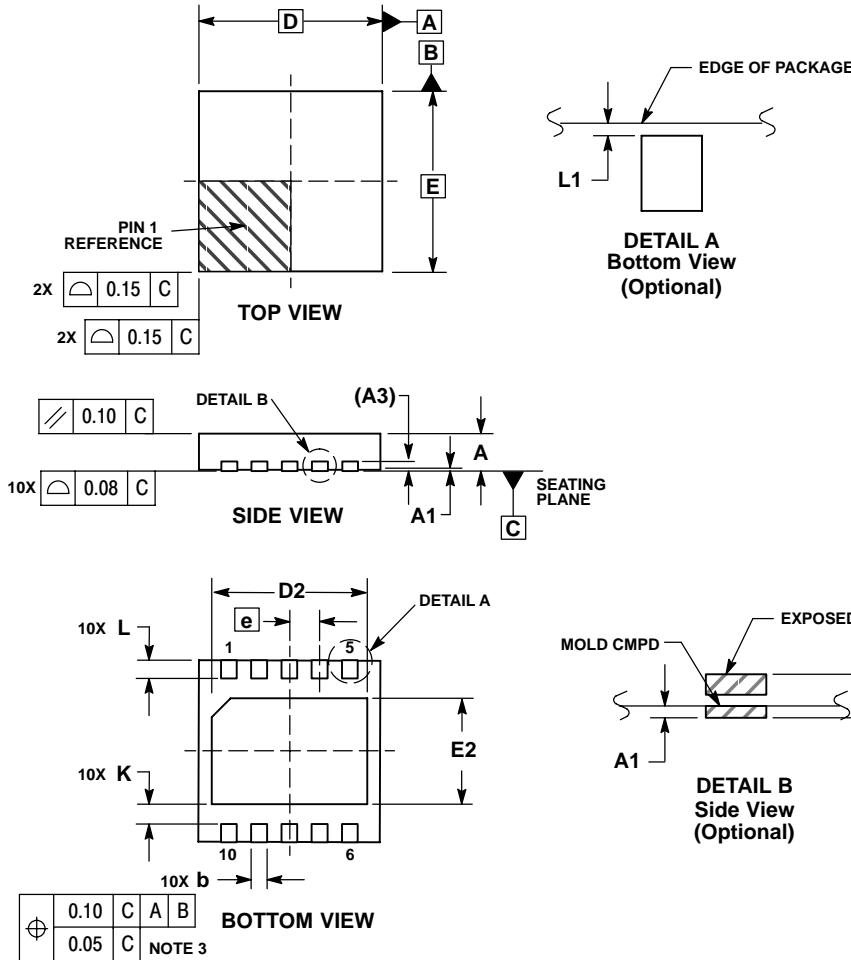 D
A
B
E
PIN 1
REFERENCE
2X 0.15 C
2X 0.15 C
TOP VIEW
EDGE OF PACKAGE
L1
DETAIL A
Bottom View
(Optional)
// 0.10 C
DETAIL B
(A3)
A
10X 0.08 C
SIDE VIEW
A1
SEATING
PLANE
C
D2
10X L
e
DETAIL A
1
5
E2
10X K
10
6
10X b
0.10 C A B
0.05 C NOTE 3
BOTTOM VIEW
EXPOSED
MOLD CMPD
A1
DETAIL B
Side View
(Optional)